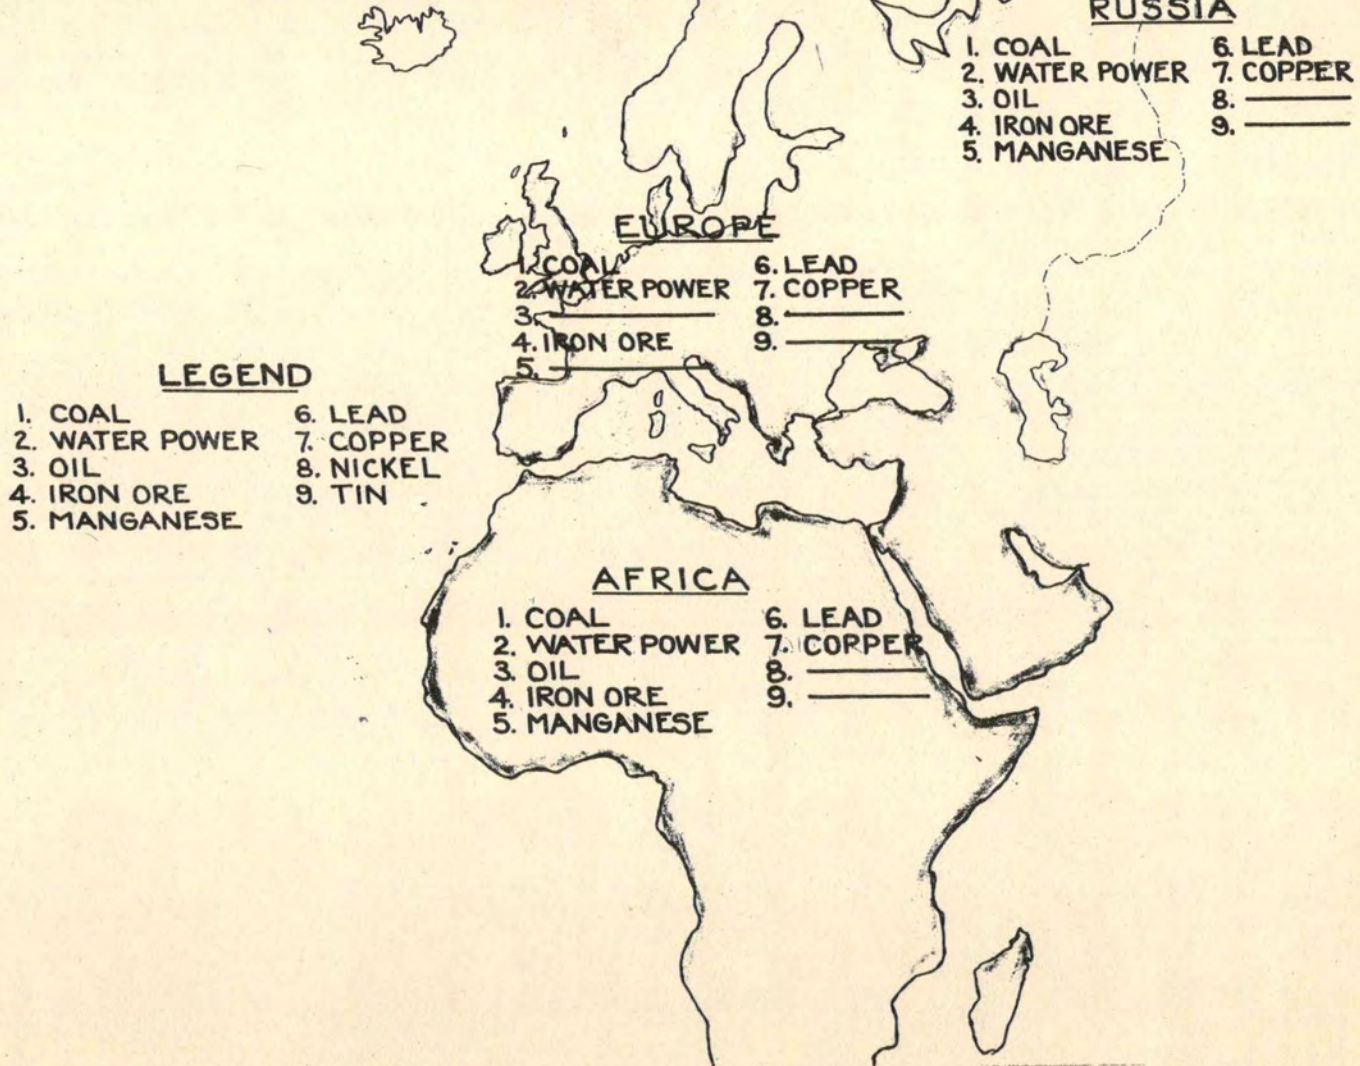 RUSSIA
1. COAL 6. LEAD
2. WATER POWER 7. COPPER
3. OIL 8.
4. IRON ORE 9.
5. MANGANESE
EUROPE
1. COAL 6. LEAD
2. WATER POWER 7. COPPER
3. 8.
4. IRON ORE 9.
5.
LEGEND
1. COAL 6. LEAD
2. WATER POWER 7. COPPER
3. OIL 8. NICKEL
4. IRON ORE 9. TIN
5. MANGANESE
AFRICA
1. COAL 6. LEAD
2. WATER POWER 7. COPPER
3. OIL 8.
4. IRON ORE 9.
5. MANGANESE